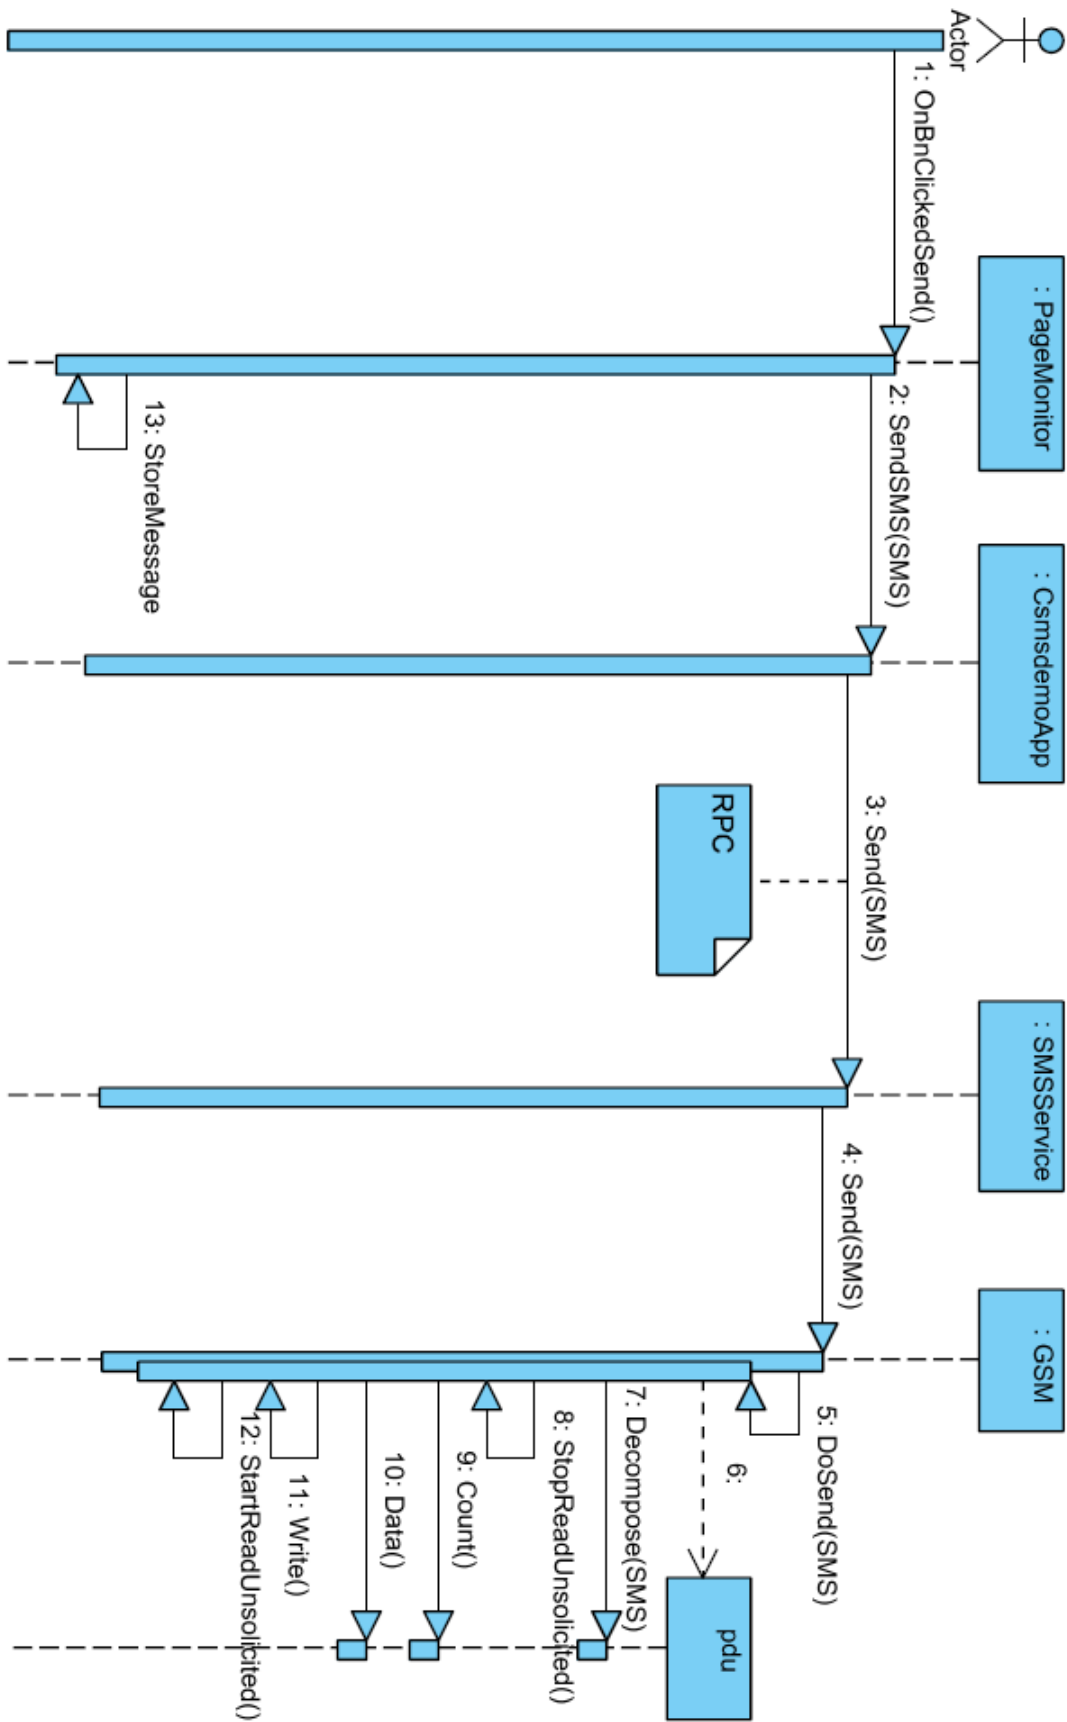 Actor
: PageMonitor
: CsmsdemoApp
: SMSService
: GSM
1: OnBnClickedSend()
2: SendSMS(SMS)
3: Send(SMS)
RPC
4: Send(SMS)
5: DoSend(SMS)
6:
pdu
7: Decompose(SMS)
8: StopReadUnsolicited()
9: Count()
10: Data()
11: Write()
12: StartReadUnsolicited()
13: StoreMessage